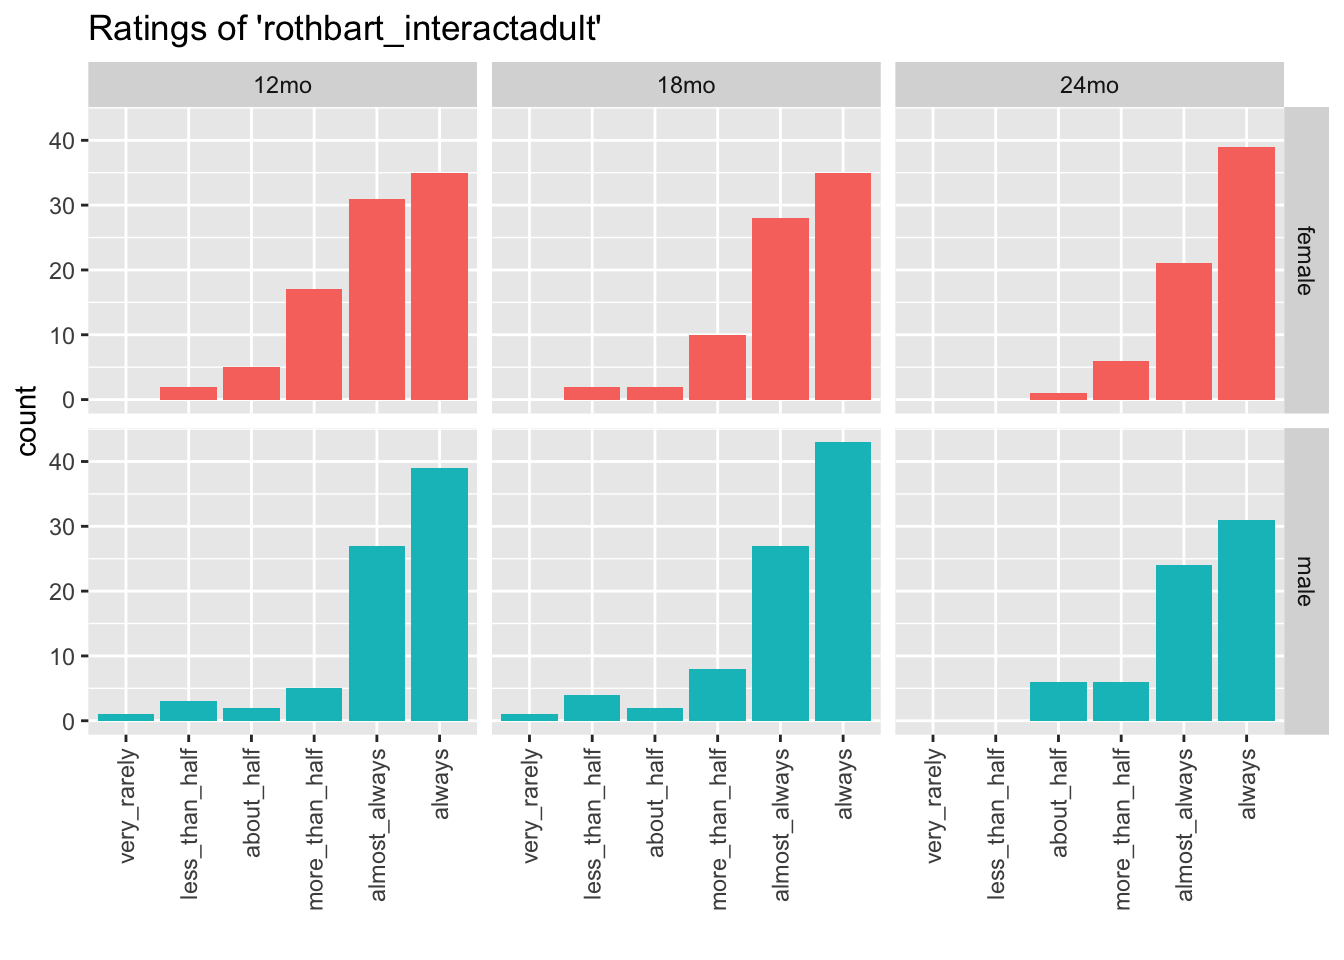 Ratings of 'rothbart_interactadult'
12mo
18mo
24mo
40
30
20
10
0
female
count
40
30
20
10
0
male
very_rarely
less_than_half
about_half
more_than_half
almost_always
always
very_rarely
less_than_half
about_half
more_than_half
almost_always
always
very_rarely
less_than_half
about_half
more_than_half
almost_always
always